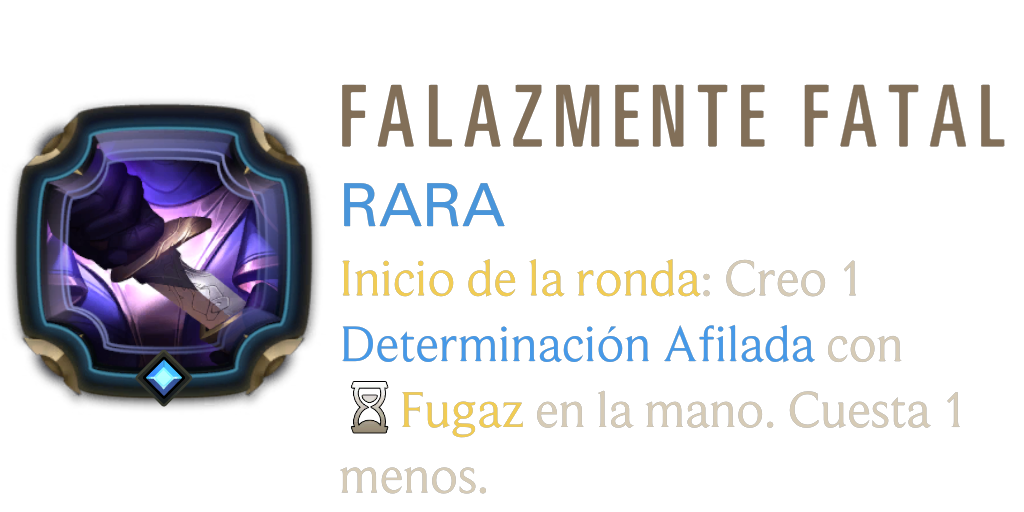 FALAZMENTE FATAL
RARA
Inicio de la ronda: Creo 1
Determinación Afilada con
Fugaz en la mano. Cuesta 1
menos.